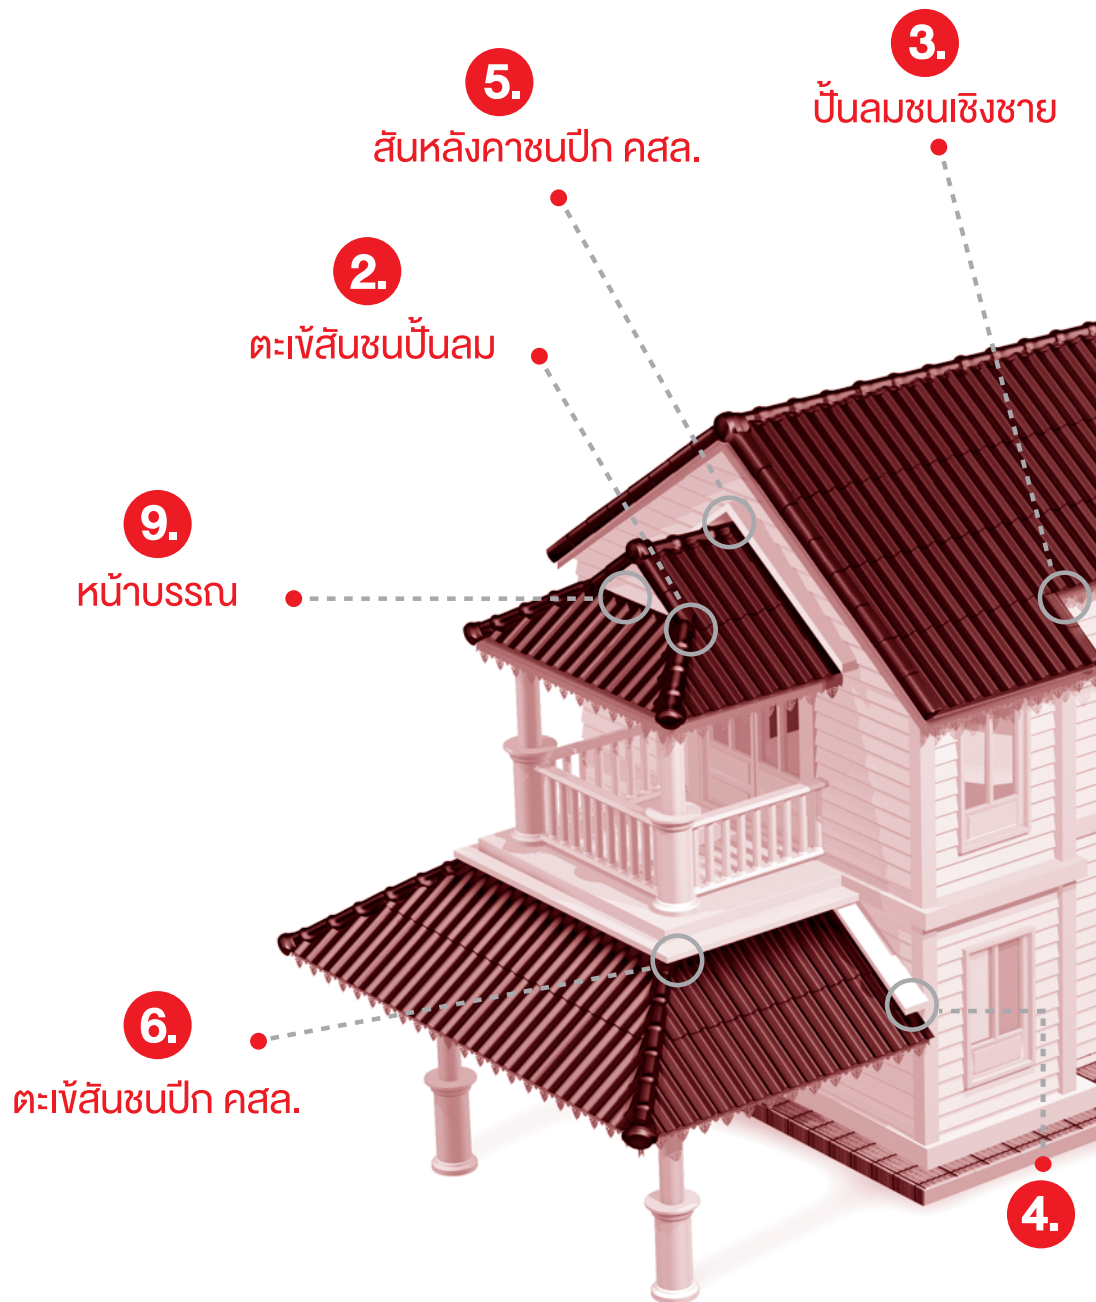 3.
ปั้นลมชนเชิงชาย
5.
สันหลังคาชนปีก คสล.
2.
ตะเข้สันชนปั้นลม
9.
หน้าบรรณ
6.
ตะเข้สันชนปีก คสล.
4.